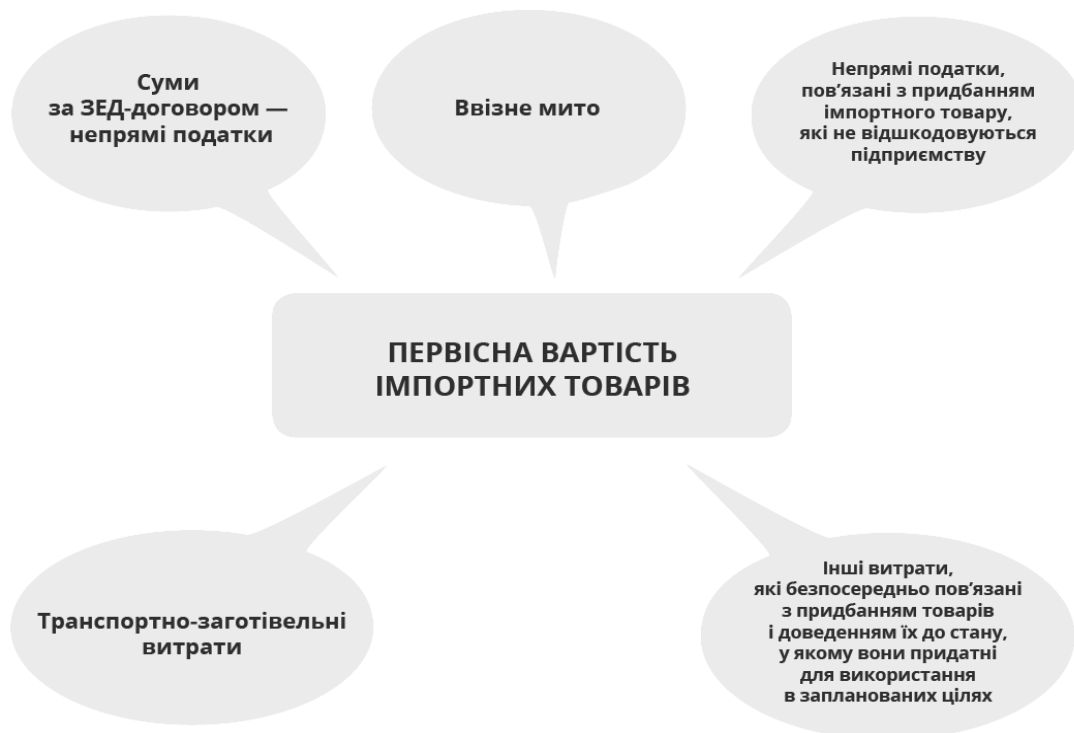 Суми
за ЗЕД-договором —
непрямі податки
Ввізне мито
Непрямі податки,
пов’язані з придбанням
імпортного товару,
які не відшкодовуються
підприємству
ПЕРВІСНА ВАРТІСТЬ
ІМПОРТНИХ ТОВАРІВ
Транспортно-заготівельні
витрати
Інші витрати,
які безпосередньо пов’язані
з придбанням товарів
і доведенням їх до стану,
у якому вони придатні
для використання
в запланованих цілях